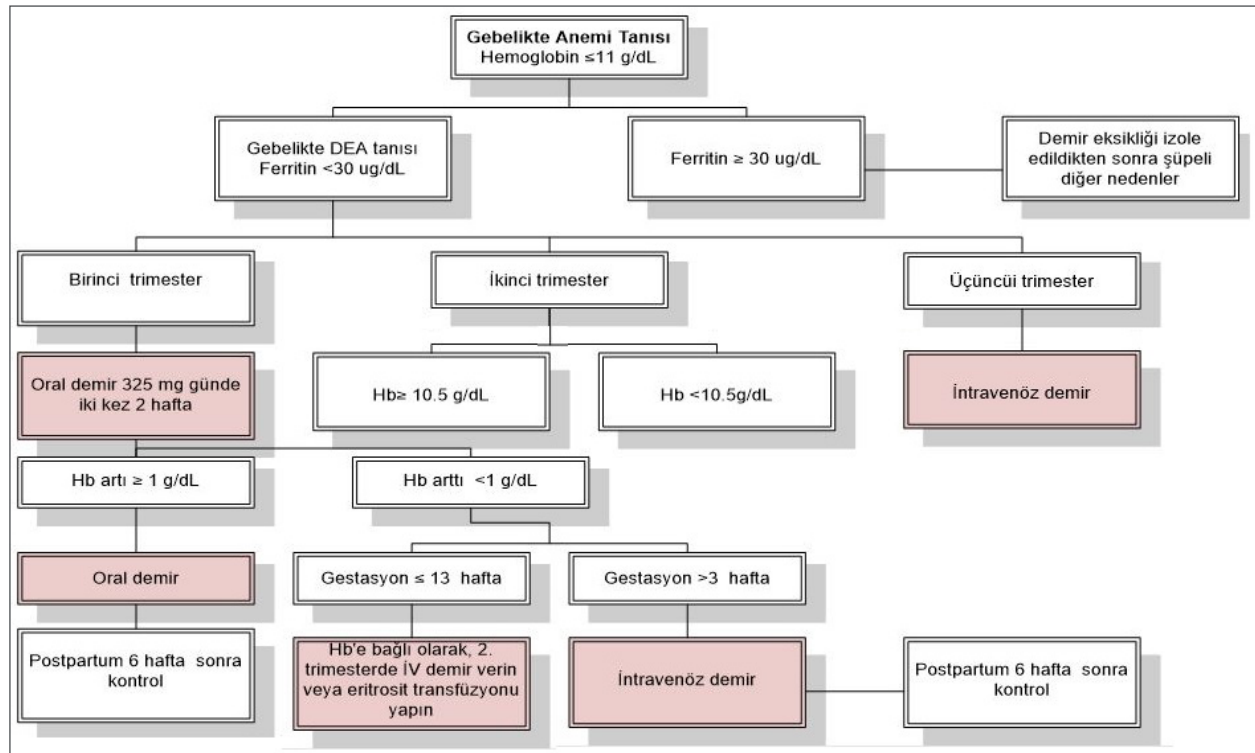 Gebelikte Anemi Tanısı
Hemoglobin ≤11 g/dL
Gebelikte DEA tanısı
Ferritin <30 ug/dL
Ferritin ≥ 30 ug/dL
Demir eksikliği izole
edildikten sonra şüpeli
diğer nedenler
Birinci trimester
İkinci trimester
Üçüncüi trimester
Oral demir 325 mg günde
iki kez 2 hafta
Hb≥ 10.5 g/dL
Hb <10.5g/dL
İntravenöz demir
Hb artı ≥ 1 g/dL
Hb arttı <1 g/dL
Oral demir
Gestasyon ≤ 13 hafta
Gestasyon >3 hafta
Postpartum 6 hafta sonra
kontrol
Hb'e bağlı olarak, 2.
trimesterde İV demir verin
veya eritrosit transfüzyonu
yapın
İntravenöz demir
Postpartum 6 hafta sonra
kontrol